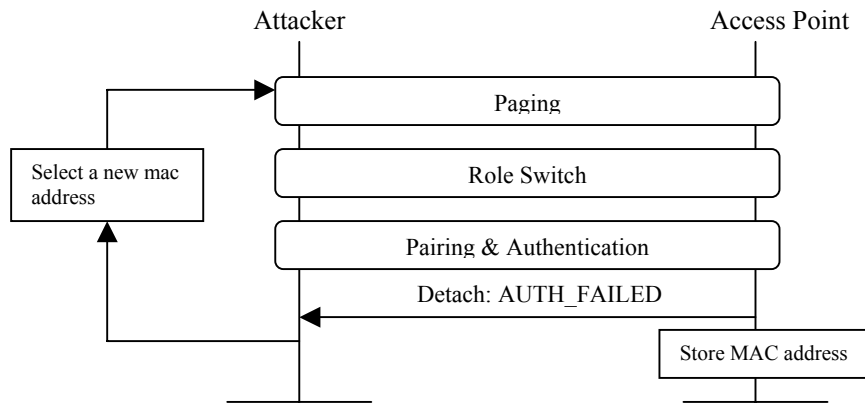 Attacker
Access Point
Paging
Select a new mac
address
Role Switch
Pairing & Authentication
Detach: AUTH_FAILED
Store MAC address